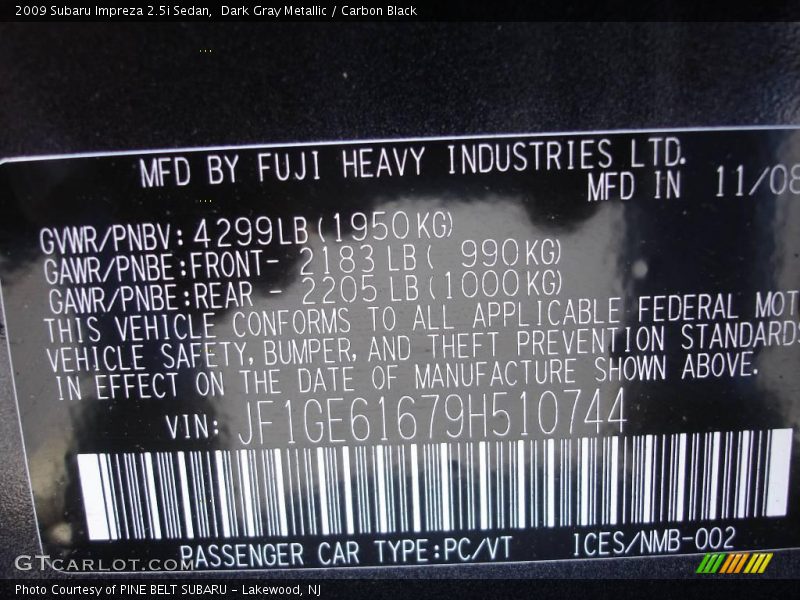 2009 Subaru Impreza 2.5i Sedan,  Dark Gray Metallic / Carbon Black
MFD BY FUJI HEAVY INDUSTRIES LTD.
MFD IN 11/08
GVWR/PNBV: 4299LB (1950KG)
GAWR/PNBE:FRONT- 2183 LB ( 990KG)
GAWR/PNBE:REAR - 2205 LB (1000KG)
THIS VEHICLE CONFORMS TO ALL APPLICABLE FEDERAL MOT
VEHICLE SAFETY, BUMPER, AND THEFT PREVENTION STANDARDS
IN EFFECT ON THE DATE OF MANUFACTURE SHOWN ABOVE.
VIN: JF1GE61679H510744
PASSENGER CAR TYPE:PC/VT ICES/NMB-002
GTCARLOT.COM
Photo Courtesy of PINE BELT SUBARU - Lakewood, NJ